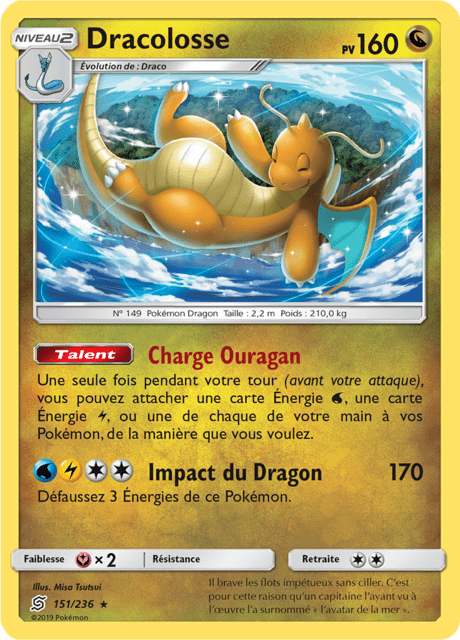 NIVEAU2
Dracolosse
PV160
Évolution de : Draco
N° 149 Pokémon Dragon Taille : 2,2 m Poids : 210,0 kg
Talent Charge Ouragan
Une seule fois pendant votre tour (avant votre attaque),
vous pouvez attacher une carte Énergie , une carte
Énergie , ou une de chaque de votre main à vos
Pokémon, de la manière que vous voulez.
Impact du Dragon 170
Défaussez 3 Énergies de ce Pokémon.
Faiblesse × 2 Résistance Retraite
Illus. Misa Tsutsui
151/236 ★
©2019 Pokémon
Il brave les flots impétueux sans ciller. C'est
pour cette raison qu'un capitaine l'ayant vu à
l'œuvre l'a surnommé « l'avatar de la mer ».